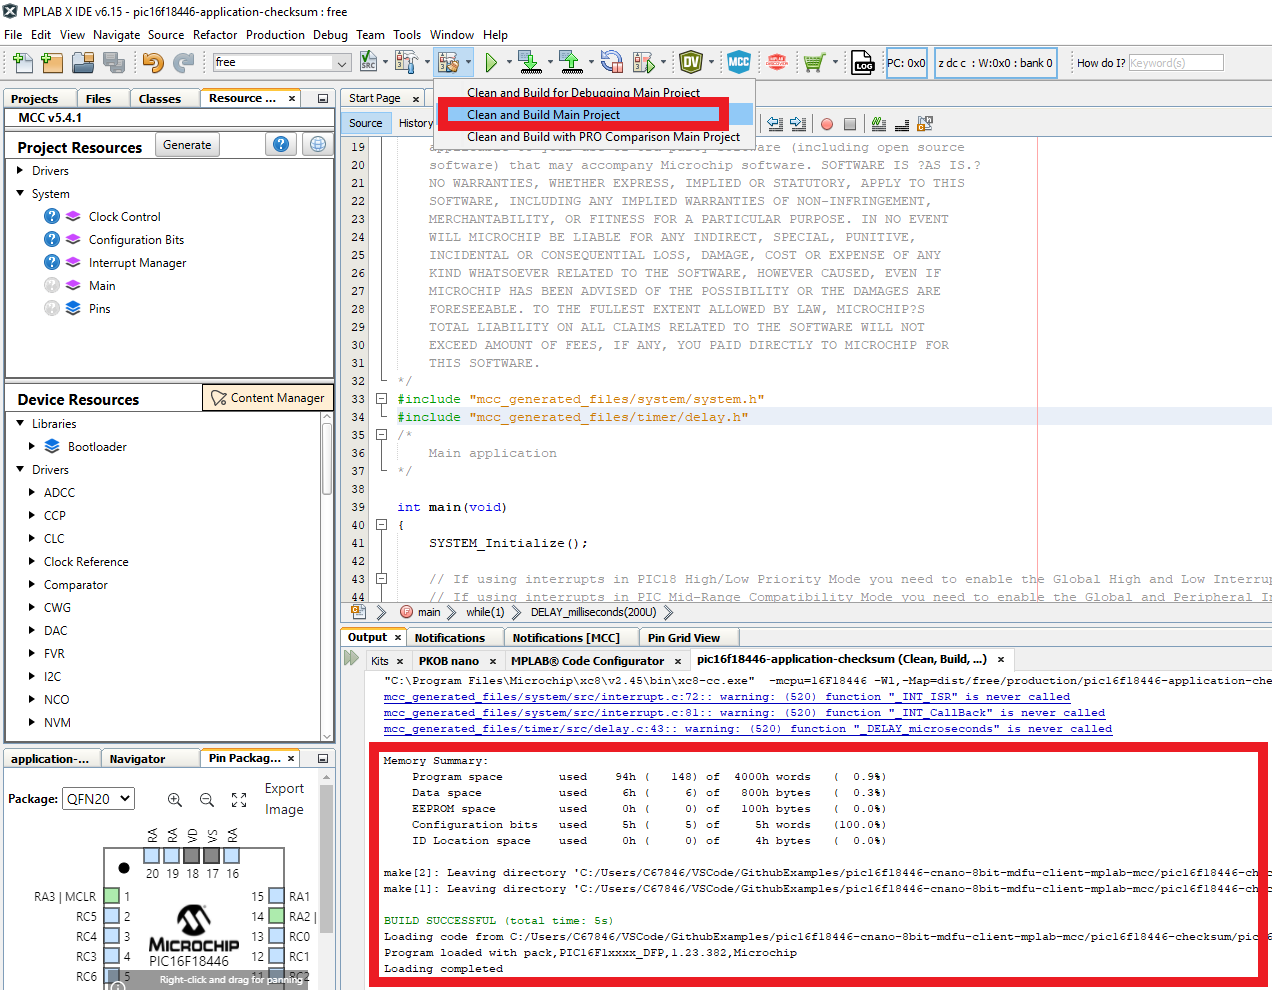 MPLAB X IDE v6.15 - pic16f18446-application-checksum : free
File Edit View Navigate Source Refactor Production Debug Team Tools Window Help
free
PC: 0x0
z dc c : W:0x0 : bank 0
How do I? Keyword(s)
Projects Files Classes Resource ... ×
MCC v5.4.1
Project Resources Generate
Drivers
System
Clock Control
Configuration Bits
Interrupt Manager
Main
Pins
Device Resources Content Manager
Libraries
Bootloader
Drivers
ADCC
CCP
CLC
Clock Reference
Comparator
CWG
DAC
FVR
I2C
NCO
NVM
application-... Navigator Pin Packag... ×
Package: QFN20
Export
Image
RA RA VD VS RA
20 19 18 17 16
RA3 | MCLR 1
RC5 2
RC4 3
RC3 4
RC6 5
15 RA1
14 RA2 |
13 RC0
12 RC1
11 RC2
MICROCHIP
PIC16F18446
Right-click and drag for panning
Start Page ×
Clean and Build for Debugging Main Project
Clean and Build Main Project
Clean and Build with PRO Comparison Main Project
Source History
19
20 software) that may accompany Microchip software. SOFTWARE IS ?AS IS.?
21 NO WARRANTIES, WHETHER EXPRESS, IMPLIED OR STATUTORY, APPLY TO THIS
22 SOFTWARE, INCLUDING ANY IMPLIED WARRANTIES OF NON-INFRINGEMENT,
23 MERCHANTABILITY, OR FITNESS FOR A PARTICULAR PURPOSE. IN NO EVENT
24 WILL MICROCHIP BE LIABLE FOR ANY INDIRECT, SPECIAL, PUNITIVE,
25 INCIDENTAL OR CONSEQUENTIAL LOSS, DAMAGE, COST OR EXPENSE OF ANY
26 KIND WHATSOEVER RELATED TO THE SOFTWARE, HOWEVER CAUSED, EVEN IF
27 MICROCHIP HAS BEEN ADVISED OF THE POSSIBILITY OR THE DAMAGES ARE
28 FORESEEABLE. TO THE FULLEST EXTENT ALLOWED BY LAW, MICROCHIP?S
29 TOTAL LIABILITY ON ALL CLAIMS RELATED TO THE SOFTWARE WILL NOT
30 EXCEED AMOUNT OF FEES, IF ANY, YOU PAID DIRECTLY TO MICROCHIP FOR
31 THIS SOFTWARE.
32 */
33 #include "mcc_generated_files/system/system.h"
34 #include "mcc_generated_files/timer/delay.h"
35 /*
36 Main application
37 */
38
39 int main(void)
40 {
41 SYSTEM_Initialize();
42
43 // If using interrupts in PIC18 High/Low Priority Mode you need to enable the Global High and Low Interrup
44 // If using interrupts in PIC Mid-Range Compatibility Mode you need to enable the Global and Peripheral In
main while(1) DELAY_milliseconds(200U)
Output × Notifications Notifications [MCC] Pin Grid View
Kits × PKOB nano × MPLAB® Code Configurator × pic16f18446-application-checksum (Clean, Build, ...) ×
"C:\Program Files\Microchip\xc8\v2.45\bin\xc8-cc.exe" -mcpu=16F18446 -Wl,-Map=dist/free/production/pic16f18446-application-che
mcc_generated_files/system/src/interrupt.c:72:: warning: (520) function "_INT_ISR" is never called
mcc_generated_files/system/src/interrupt.c:81:: warning: (520) function "_INT_CallBack" is never called
mcc_generated_files/timer/src/delay.c:43:: warning: (520) function "_DELAY_microseconds" is never called
Memory Summary:
Program space used 94h ( 148) of 4000h words ( 0.9%)
Data space used 6h ( 6) of 800h bytes ( 0.3%)
EEPROM space used 0h ( 0) of 100h bytes ( 0.0%)
Configuration bits used 5h ( 5) of 5h words (100.0%)
ID Location space used 0h ( 0) of 4h bytes ( 0.0%)
make[2]: Leaving directory 'C:/Users/C67846/VSCode/GithubExamples/pic16f18446-cnano-8bit-mdfu-client-mplab-mcc/pic16f18446-che
make[1]: Leaving directory 'C:/Users/C67846/VSCode/GithubExamples/pic16f18446-cnano-8bit-mdfu-client-mplab-mcc/pic16f18446-che
BUILD SUCCESSFUL (total time: 5s)
Loading code from C:/Users/C67846/VSCode/GithubExamples/pic16f18446-cnano-8bit-mdfu-client-mplab-mcc/pic16f18446-checksum/pic16
Program loaded with pack,PIC16F1xxxx_DFP,1.23.382,Microchip
Loading completed